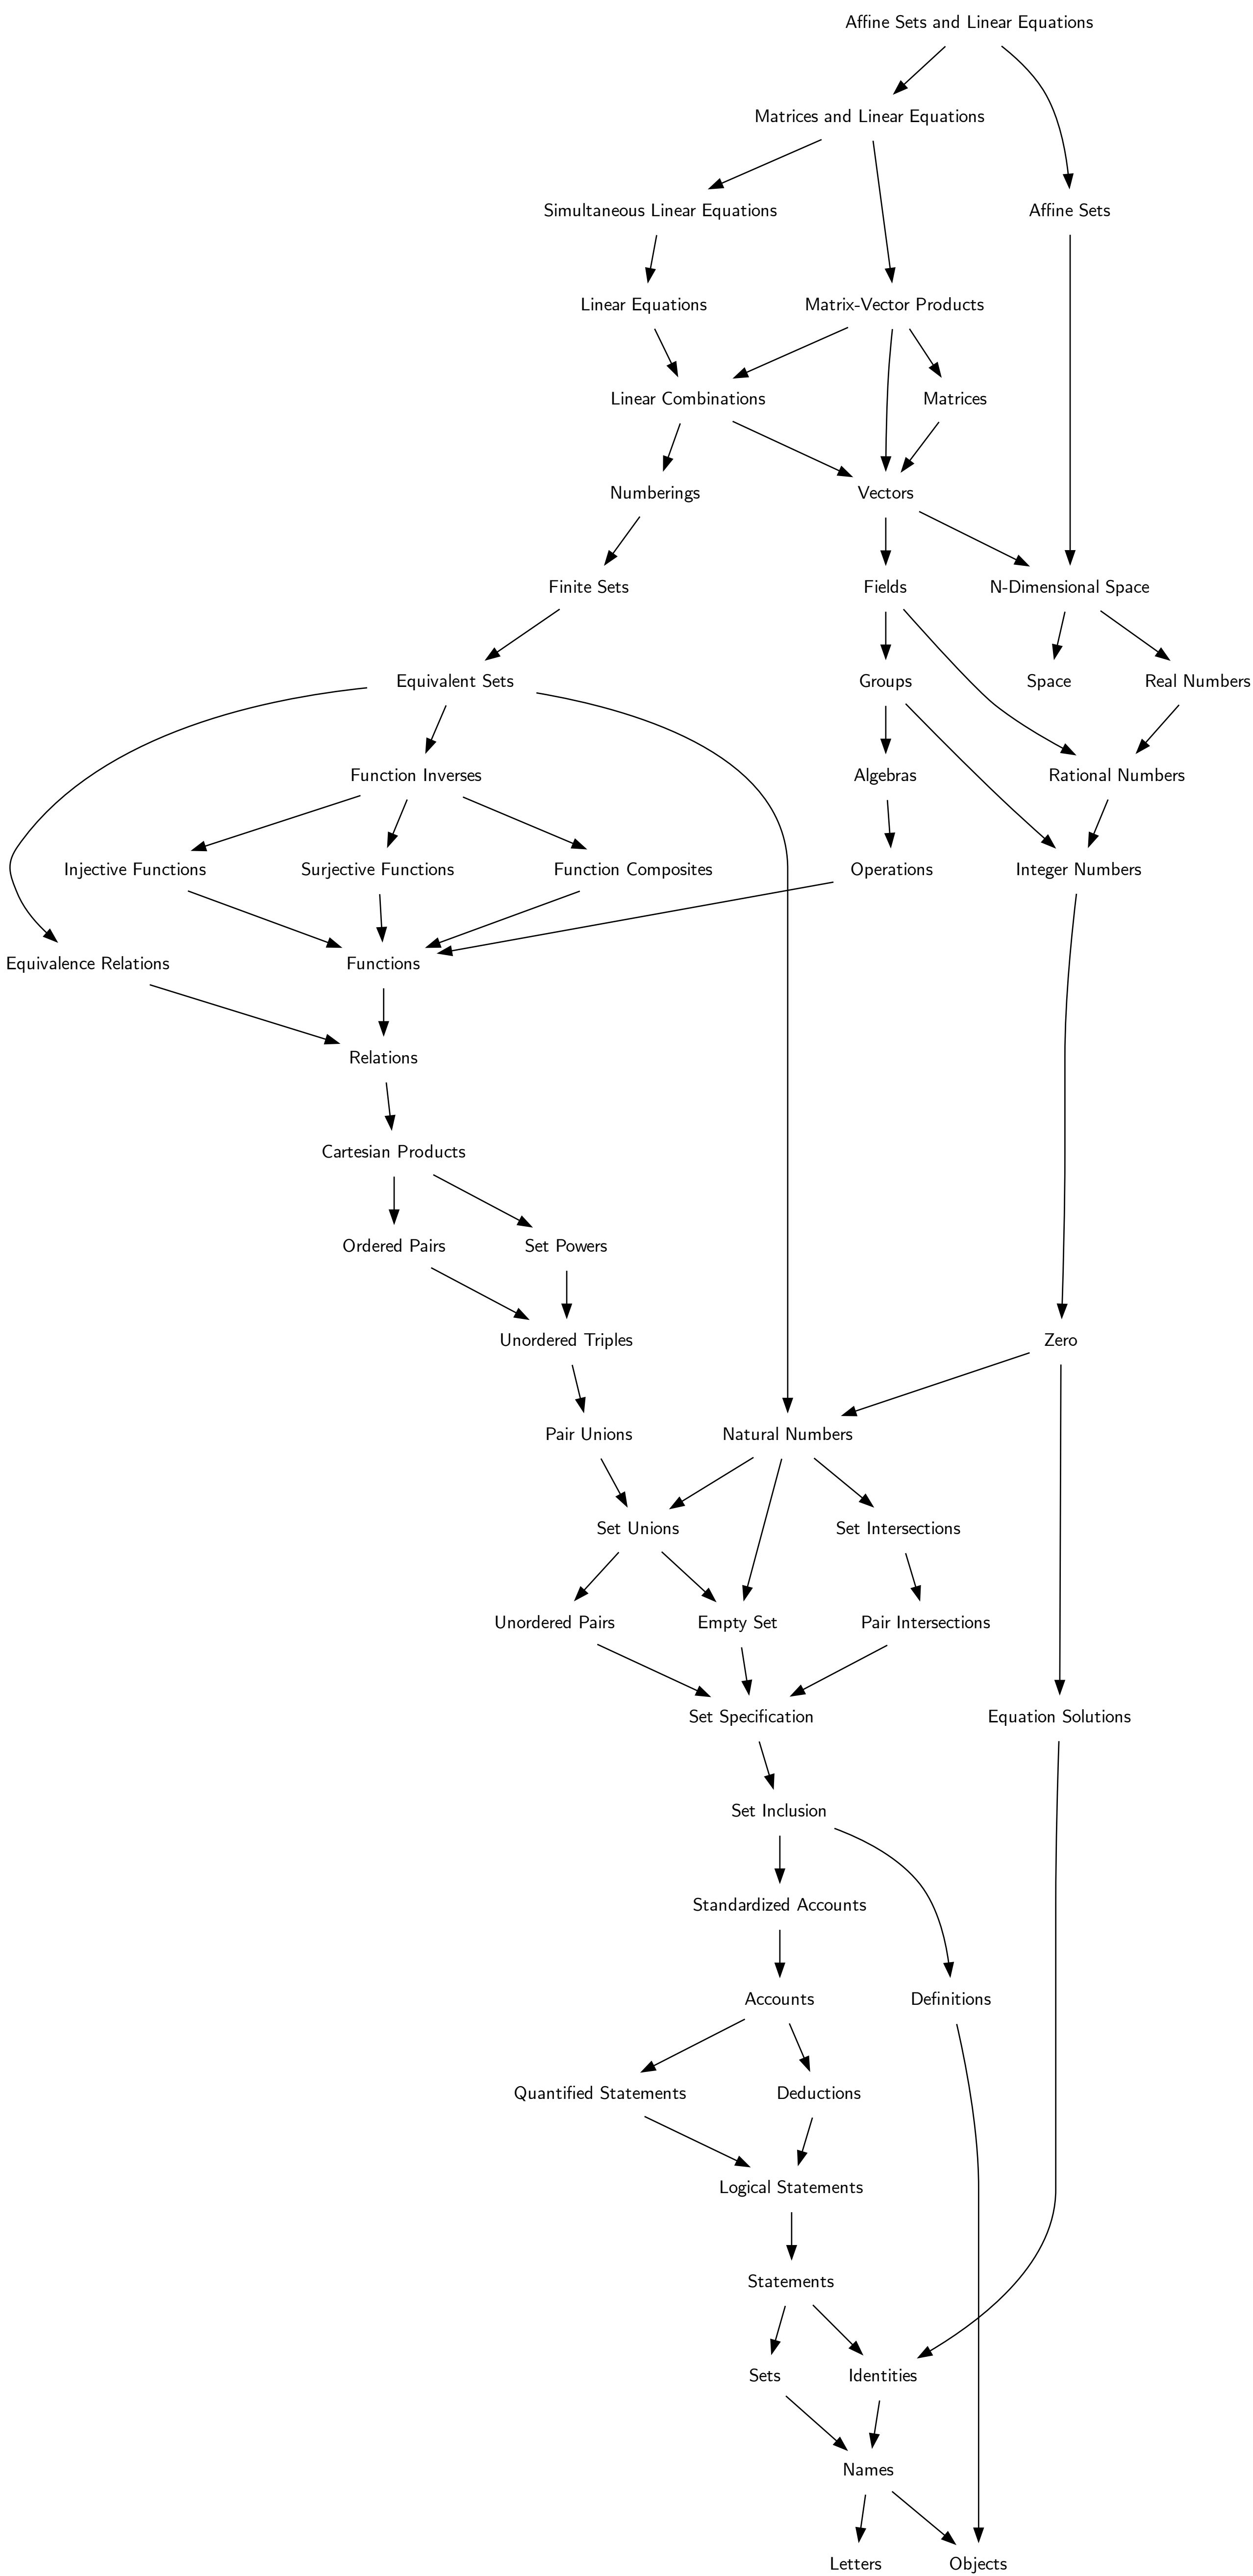 Affine Sets and Linear Equations
Matrices and Linear Equations
Simultaneous Linear Equations
Affine Sets
Linear Equations
Matrix-Vector Products
Linear Combinations
Matrices
Numberings
Vectors
Finite Sets
Fields
N-Dimensional Space
Equivalent Sets
Groups
Space
Real Numbers
Function Inverses
Algebras
Rational Numbers
Injective Functions
Surjective Functions
Function Composites
Operations
Integer Numbers
Equivalence Relations
Functions
Relations
Cartesian Products
Ordered Pairs
Set Powers
Unordered Triples
Zero
Pair Unions
Natural Numbers
Set Unions
Set Intersections
Unordered Pairs
Empty Set
Pair Intersections
Set Specification
Equation Solutions
Set Inclusion
Standardized Accounts
Accounts
Definitions
Quantified Statements
Deductions
Logical Statements
Statements
Sets
Identities
Names
Letters
Objects